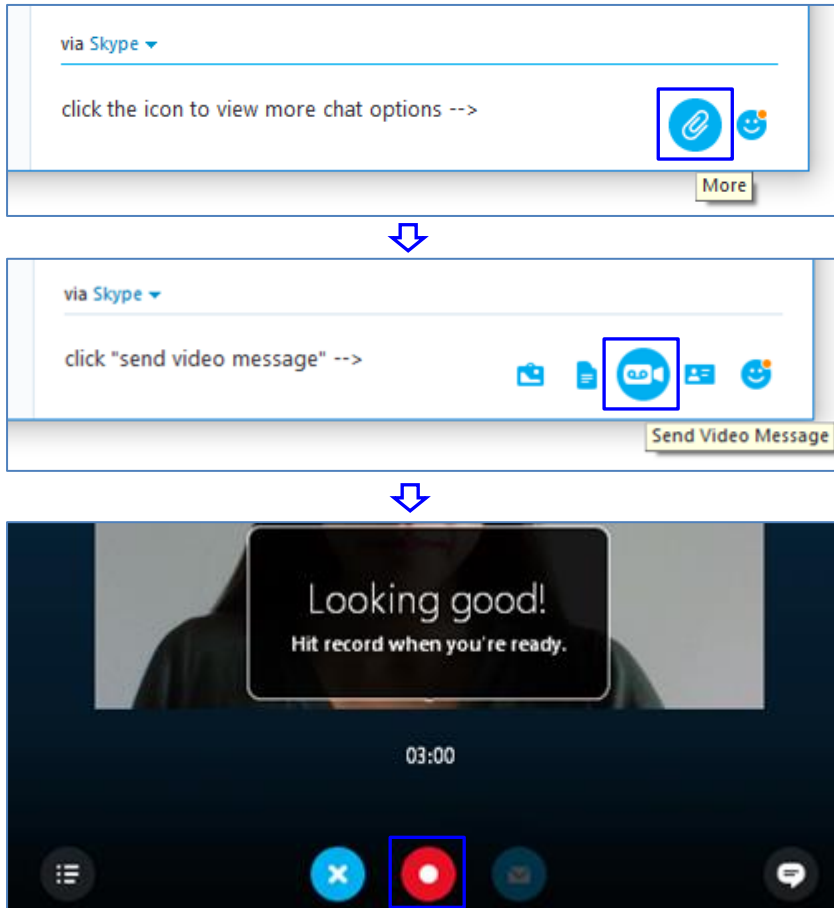 via Skype
click the icon to view more chat options -->
More
via Skype
click "send video message" -->
Send Video Message
Looking good!
Hit record when you're ready.
03:00